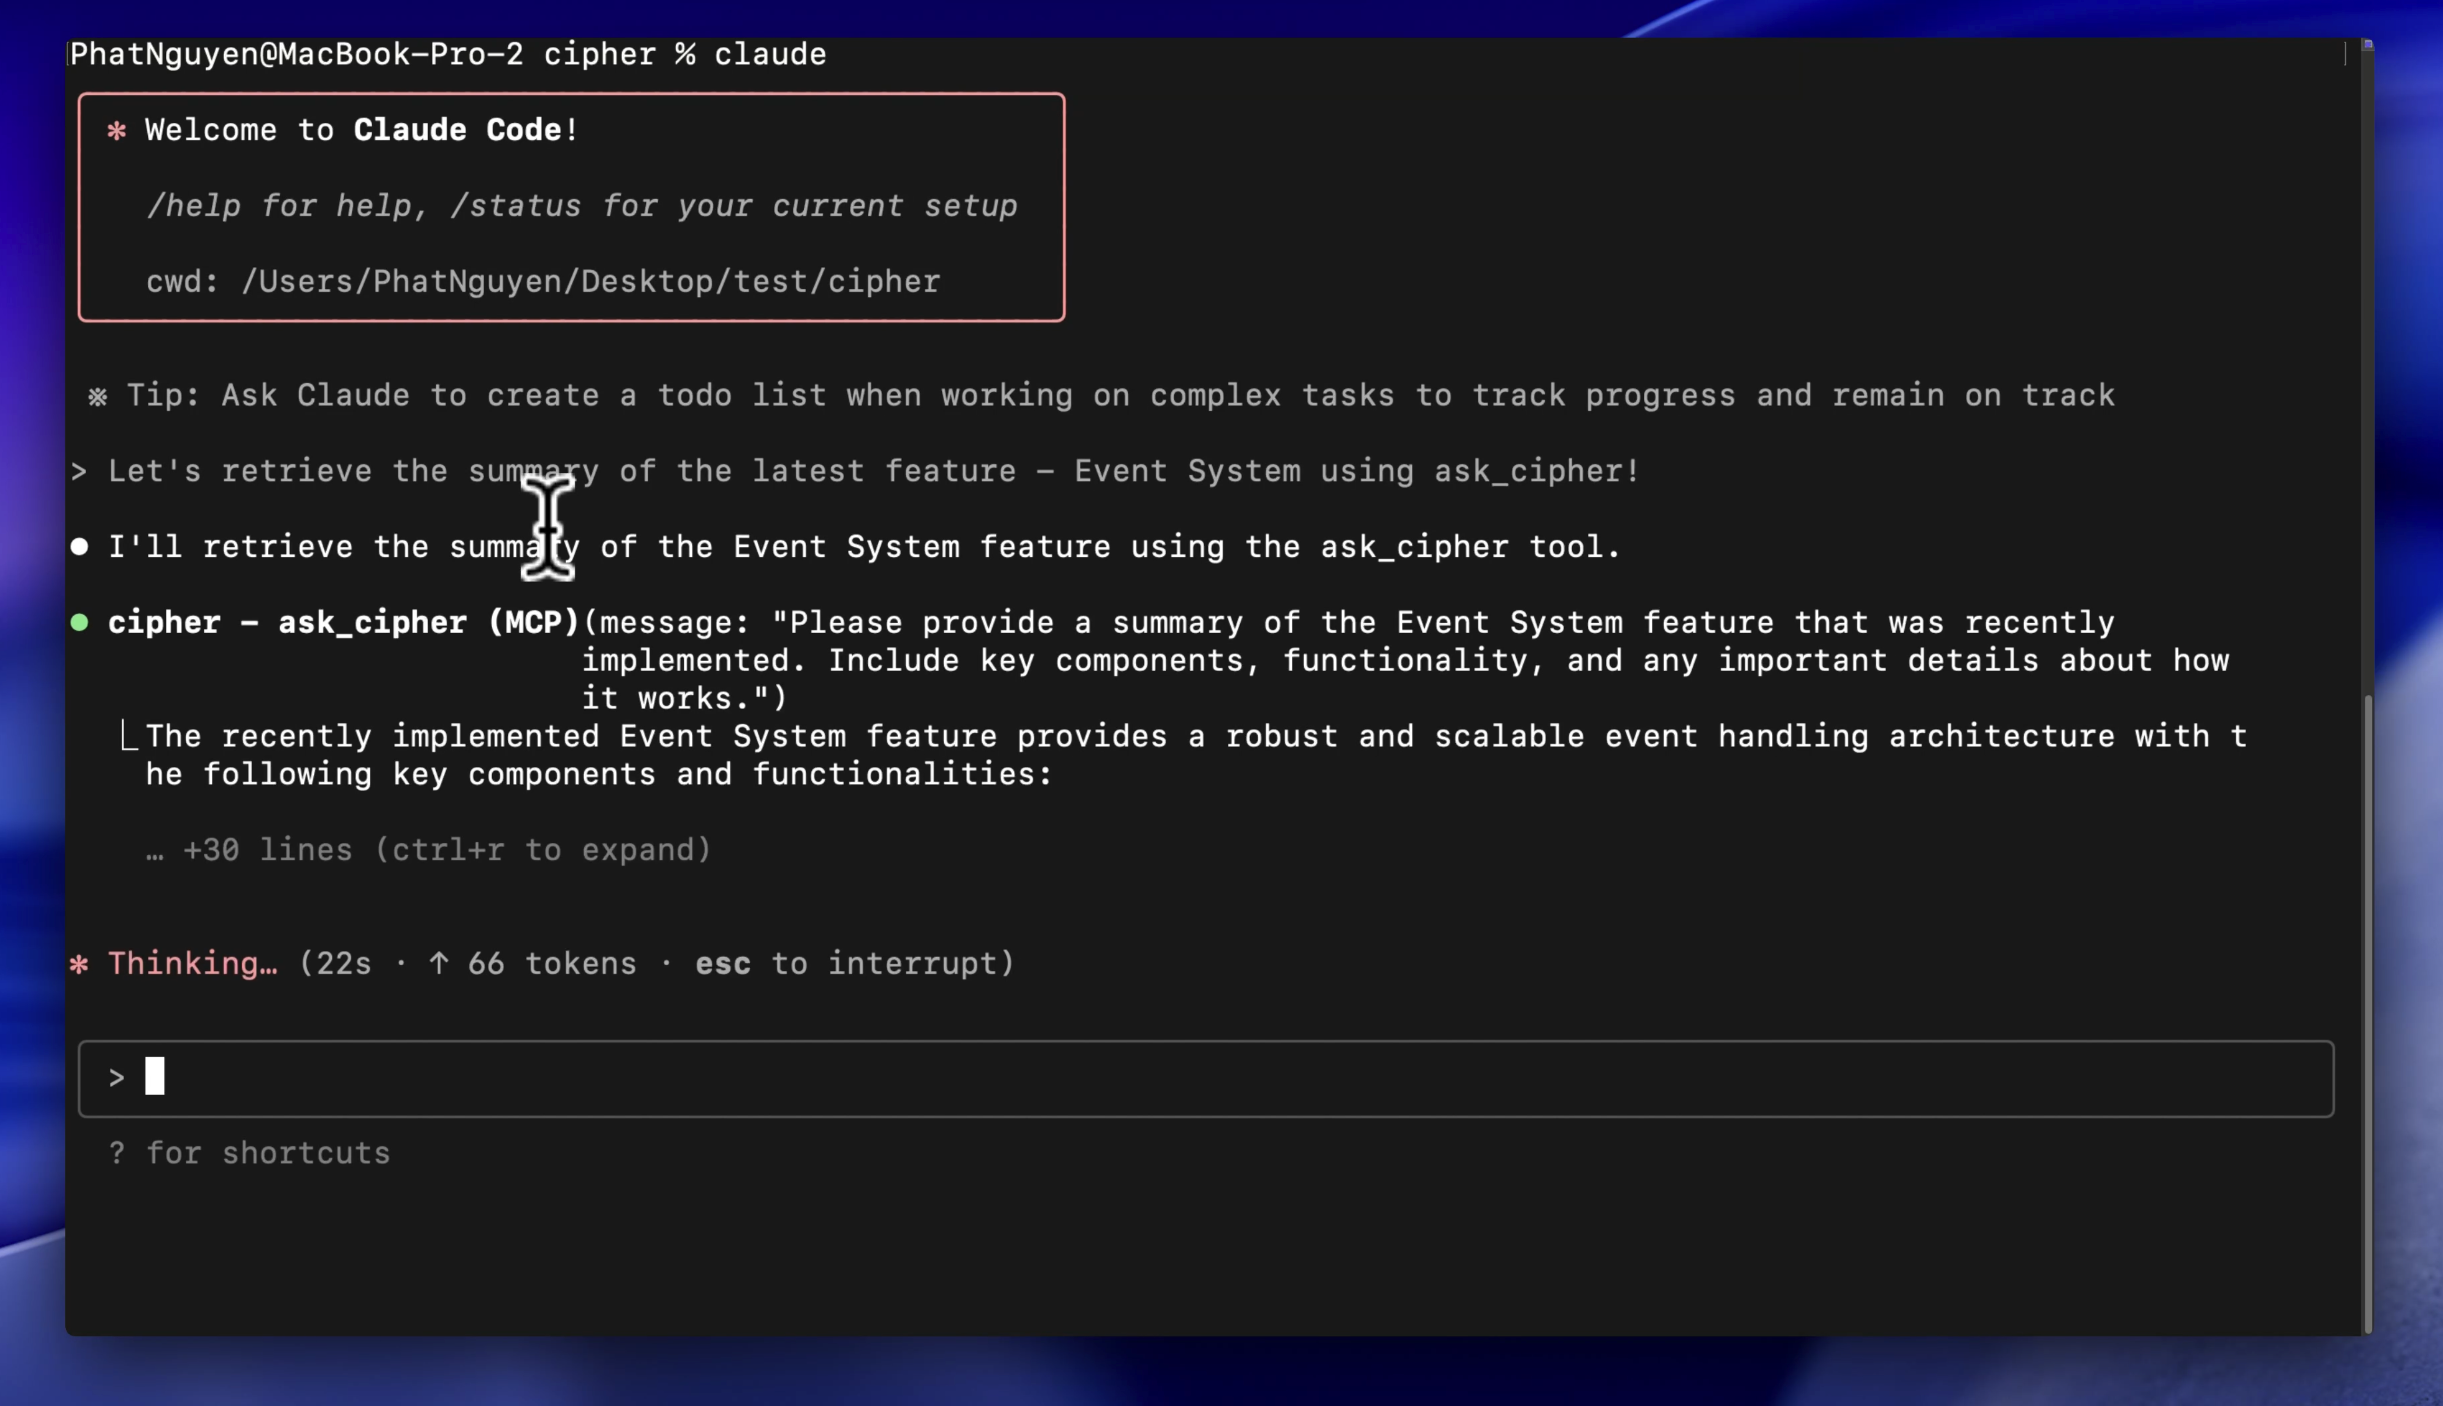 PhatNguyen@MacBook-Pro-2 cipher % claude
✻ Welcome to Claude Code!
/help for help, /status for your current setup
cwd: /Users/PhatNguyen/Desktop/test/cipher
※ Tip: Ask Claude to create a todo list when working on complex tasks to track progress and remain on track
> Let's retrieve the summary of the latest feature – Event System using ask_cipher!
● I'll retrieve the summary of the Event System feature using the ask_cipher tool.
● cipher – ask_cipher (MCP)(message: "Please provide a summary of the Event System feature that was recently
implemented. Include key components, functionality, and any important details about how
it works.")
⎿ The recently implemented Event System feature provides a robust and scalable event handling architecture with t
he following key components and functionalities:
… +30 lines (ctrl+r to expand)
✻ Thinking… (22s · ↑ 66 tokens · esc to interrupt)
>
? for shortcuts